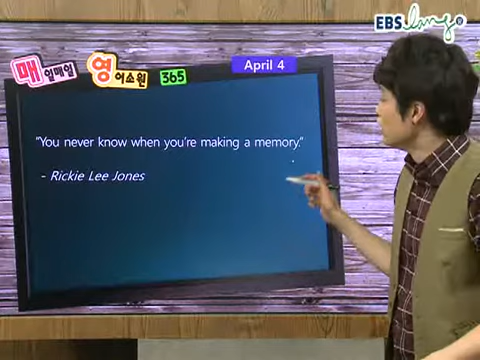 EBSlang
매일매일 영어소원 365
April 4
"You never know when you're making a memory."
- Rickie Lee Jones